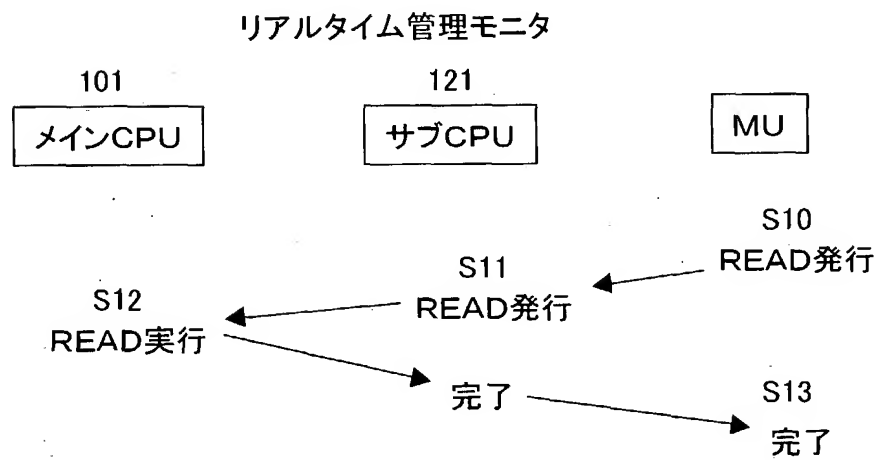 リアルタイム管理モニタ
101
121
メインCPU
サブCPU
MU
S10
READ発行
S11
READ発行
S12
READ実行
完了
S13
完了